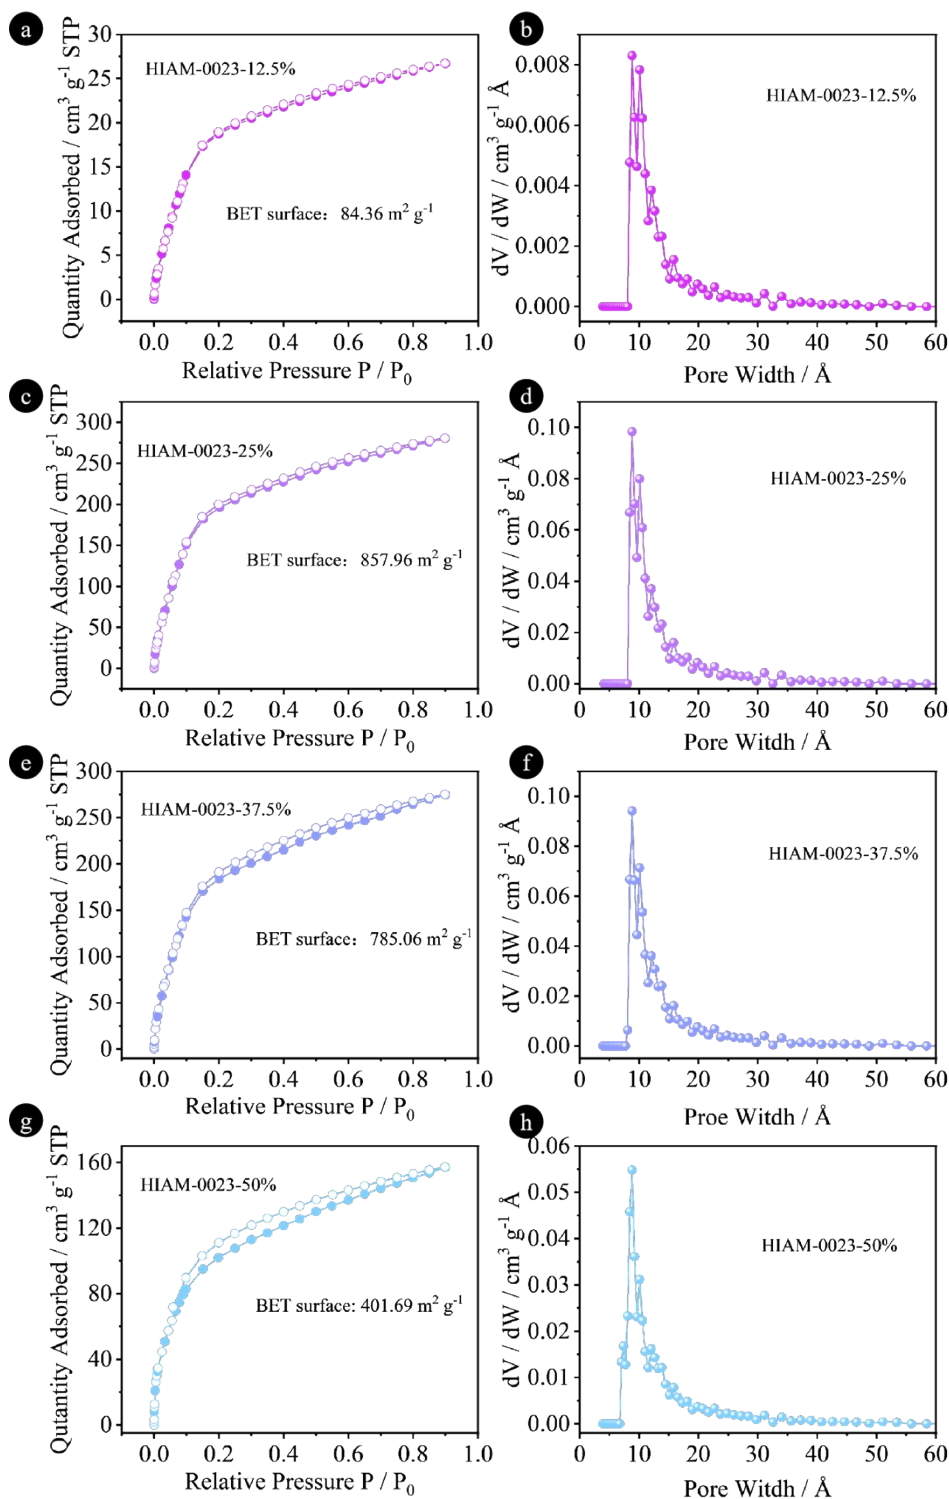 a
Quantity Adsorbed / cm³ g⁻¹ STP
30
25
20
15
10
5
0
HIAM-0023-12.5%
BET surface: 84.36 m² g⁻¹
0.0 0.2 0.4 0.6 0.8 1.0
Relative Pressure P / P₀
b
dV / dW / cm³ g⁻¹ Å
0.008
0.006
0.004
0.002
0.000
HIAM-0023-12.5%
0 10 20 30 40 50 60
Pore Width / Å
c
Quantity Adsorbed / cm³ g⁻¹ STP
300
250
200
150
100
50
0
HIAM-0023-25%
BET surface: 857.96 m² g⁻¹
0.0 0.2 0.4 0.6 0.8 1.0
Relative Pressure P / P₀
d
dV / dW / cm³ g⁻¹ Å
0.10
0.08
0.06
0.04
0.02
0.00
HIAM-0023-25%
0 10 20 30 40 50 60
Pore Witdh / Å
e
Quantity Adsorbed / cm³ g⁻¹ STP
300
250
200
150
100
50
0
HIAM-0023-37.5%
BET surface: 785.06 m² g⁻¹
0.0 0.2 0.4 0.6 0.8 1.0
Relative Pressure P / P₀
f
dV / dW / cm³ g⁻¹ Å
0.10
0.08
0.06
0.04
0.02
0.00
HIAM-0023-37.5%
0 10 20 30 40 50 60
Proe Witdh / Å
g
Quantity Adsorbed / cm³ g⁻¹ STP
160
120
80
40
0
HIAM-0023-50%
BET surface: 401.69 m² g⁻¹
0.0 0.2 0.4 0.6 0.8 1.0
Relative Pressure P / P₀
h
dV / dW / cm³ g⁻¹ Å
0.06
0.05
0.04
0.03
0.02
0.01
0.00
HIAM-0023-50%
0 10 20 30 40 50 60
Pore Witdh / Å